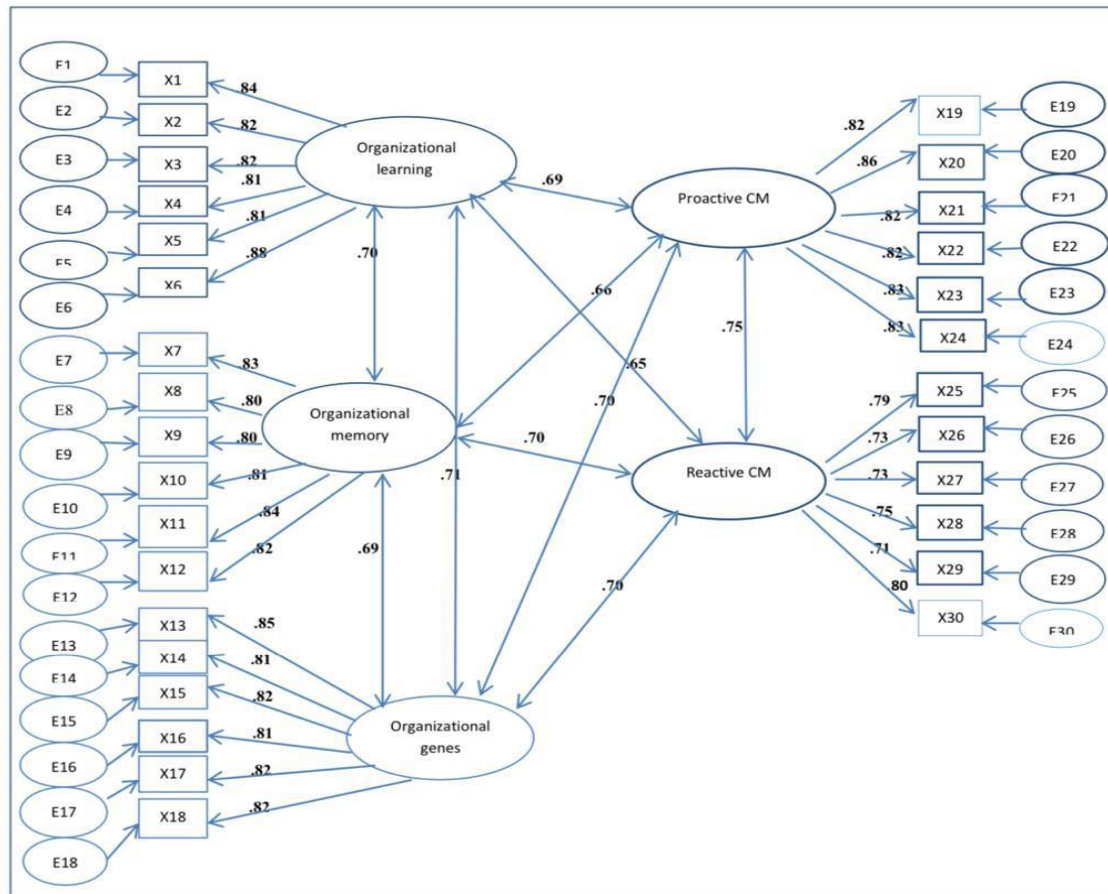 E1
X1
.84
E2
X2
.82
E3
X3
.82
E4
X4
.81
E5
X5
.81
E6
X6
.88
Organizational
learning
E7
X7
.83
E8
X8
.80
E9
X9
.80
E10
X10
.81
E11
X11
.84
E12
X12
.82
Organizational
memory
E13
X13
.85
E14
X14
.81
E15
X15
.82
E16
X16
.81
E17
X17
.82
E18
X18
.82
Organizational
genes
.70
.69
.71
.69
.66
.65
.70
.70
.70
.75
Proactive CM
.82
X19
E19
.86
X20
E20
.82
X21
E21
.82
X22
E22
.83
X23
E23
.83
X24
E24
Reactive CM
.79
X25
E25
.73
X26
E26
.73
X27
E27
.75
X28
E28
.71
X29
E29
80
X30
E30